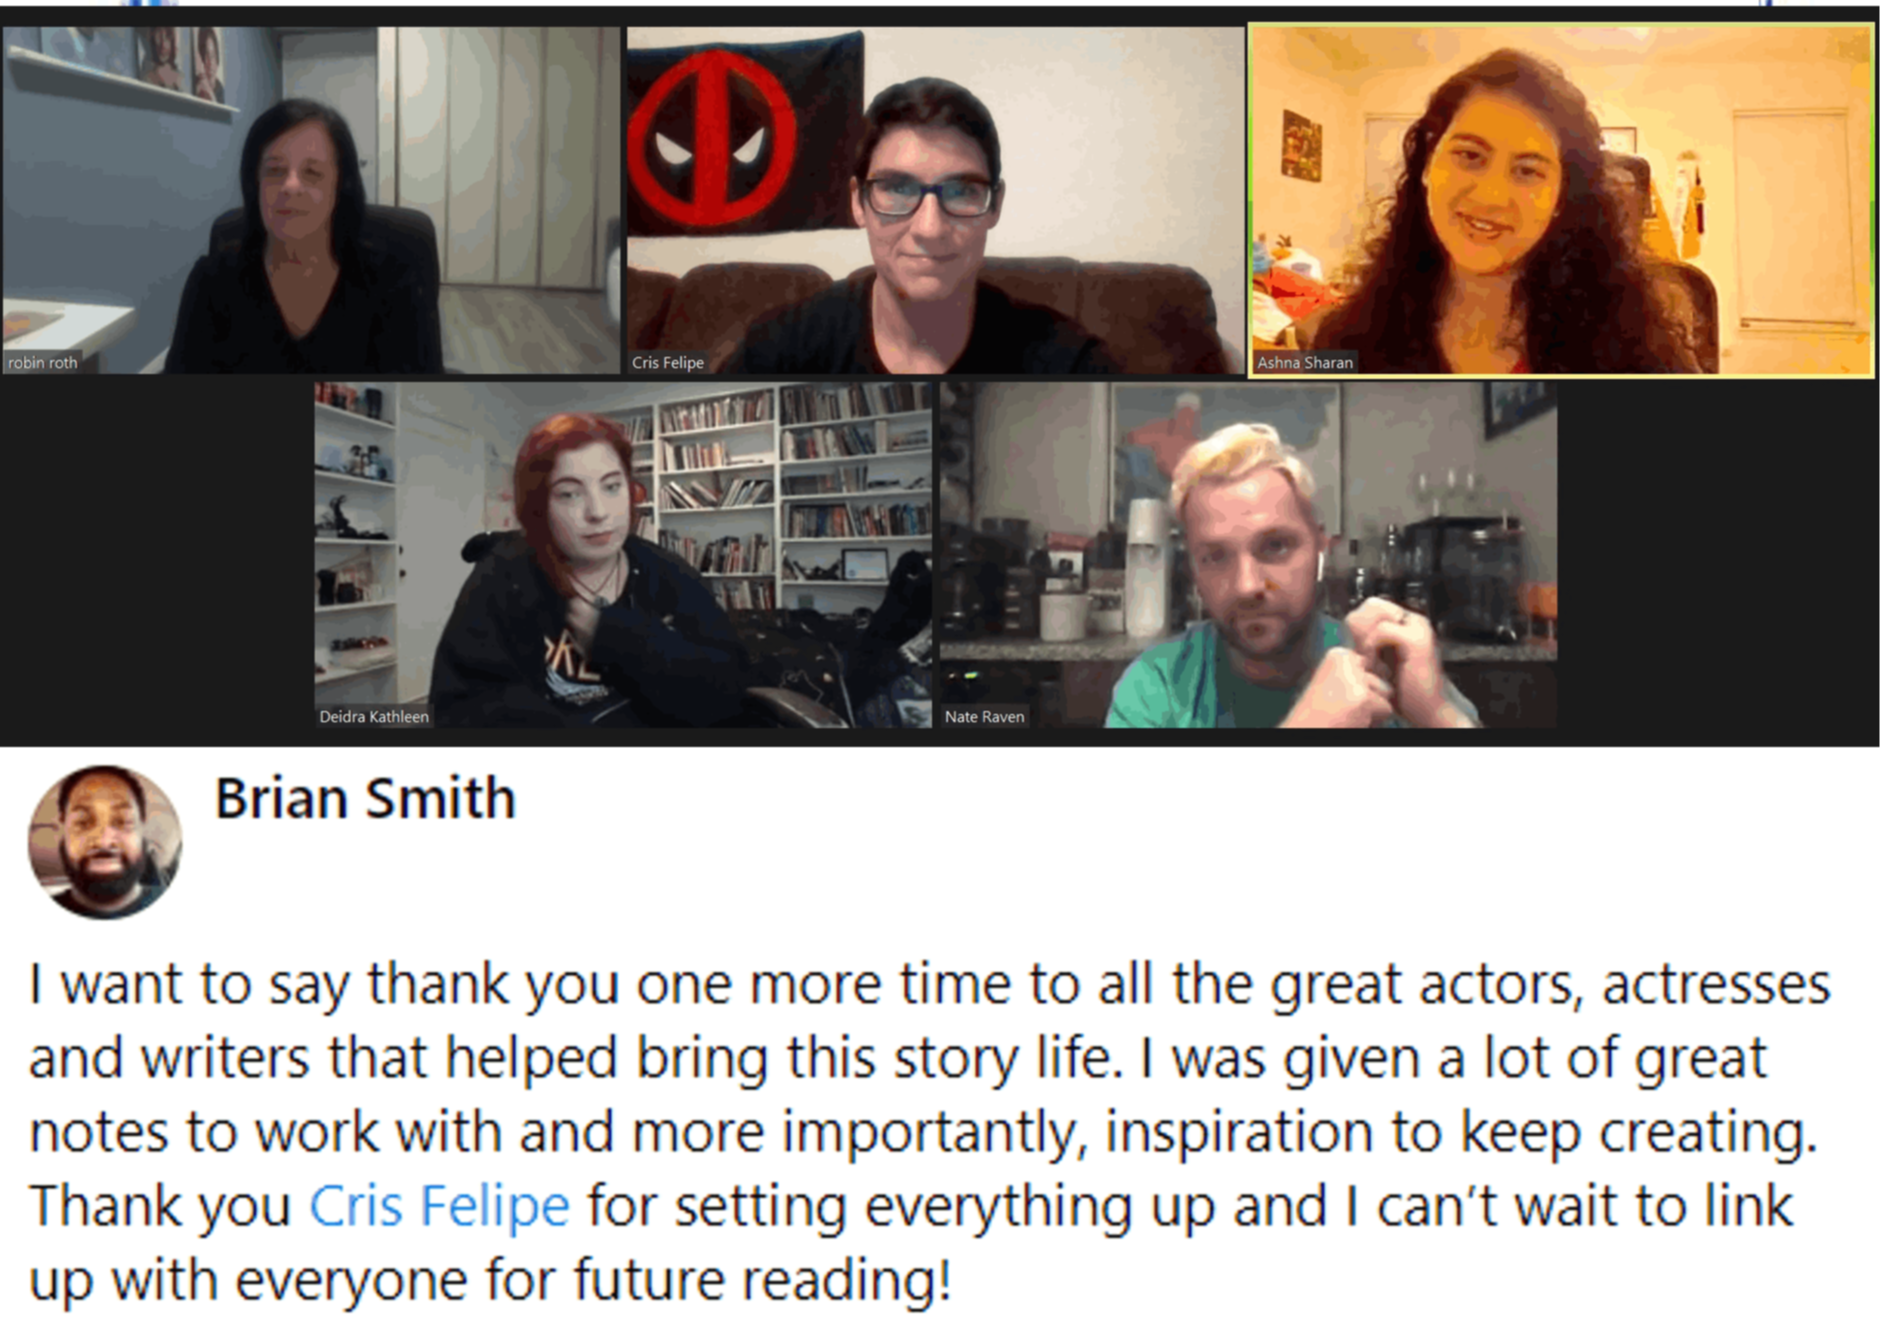 robin roth
Cris Felipe
Ashna Sharan
Deidra Kathleen
Nate Raven
Brian Smith
I want to say thank you one more time to all the great actors, actresses
and writers that helped bring this story life. I was given a lot of great
notes to work with and more importantly, inspiration to keep creating.
Thank you Cris Felipe for setting everything up and I can't wait to link
up with everyone for future reading!